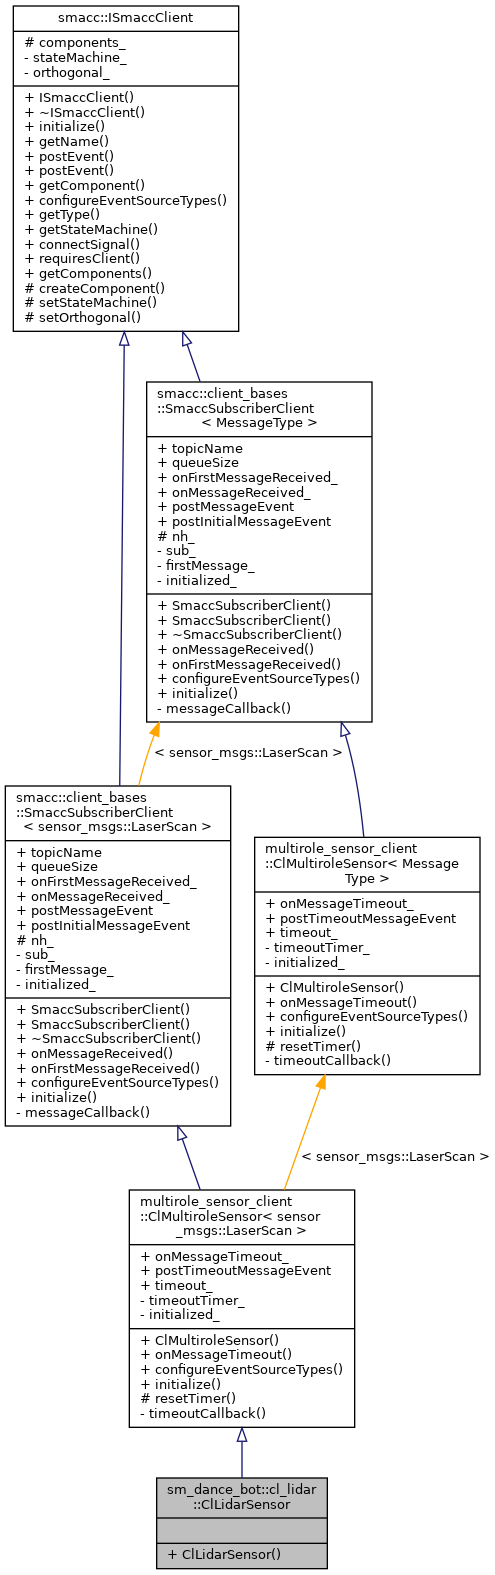 smacc::ISmaccClient
# components_
- stateMachine_
- orthogonal_
+ ISmaccClient()
+ ~ISmaccClient()
+ initialize()
+ getName()
+ postEvent()
+ postEvent()
+ getComponent()
+ configureEventSourceTypes()
+ getType()
+ getStateMachine()
+ connectSignal()
+ requiresClient()
+ getComponents()
# createComponent()
# setStateMachine()
# setOrthogonal()
smacc::client_bases
::SmaccSubscriberClient
< MessageType >
+ topicName
+ queueSize
+ onFirstMessageReceived_
+ onMessageReceived_
+ postMessageEvent
+ postInitialMessageEvent
# nh_
- sub_
- firstMessage_
- initialized_
+ SmaccSubscriberClient()
+ SmaccSubscriberClient()
+ ~SmaccSubscriberClient()
+ onMessageReceived()
+ onFirstMessageReceived()
+ configureEventSourceTypes()
+ initialize()
- messageCallback()
< sensor_msgs::LaserScan >
smacc::client_bases
::SmaccSubscriberClient
< sensor_msgs::LaserScan >
+ topicName
+ queueSize
+ onFirstMessageReceived_
+ onMessageReceived_
+ postMessageEvent
+ postInitialMessageEvent
# nh_
- sub_
- firstMessage_
- initialized_
+ SmaccSubscriberClient()
+ SmaccSubscriberClient()
+ ~SmaccSubscriberClient()
+ onMessageReceived()
+ onFirstMessageReceived()
+ configureEventSourceTypes()
+ initialize()
- messageCallback()
multirole_sensor_client
::ClMultiroleSensor< Message
Type >
+ onMessageTimeout_
+ postTimeoutMessageEvent
+ timeout_
- timeoutTimer_
- initialized_
+ ClMultiroleSensor()
+ onMessageTimeout()
+ configureEventSourceTypes()
+ initialize()
# resetTimer()
- timeoutCallback()
< sensor_msgs::LaserScan >
multirole_sensor_client
::ClMultiroleSensor< sensor
_msgs::LaserScan >
+ onMessageTimeout_
+ postTimeoutMessageEvent
+ timeout_
- timeoutTimer_
- initialized_
+ ClMultiroleSensor()
+ onMessageTimeout()
+ configureEventSourceTypes()
+ initialize()
# resetTimer()
- timeoutCallback()
sm_dance_bot::cl_lidar
::ClLidarSensor
+ ClLidarSensor()